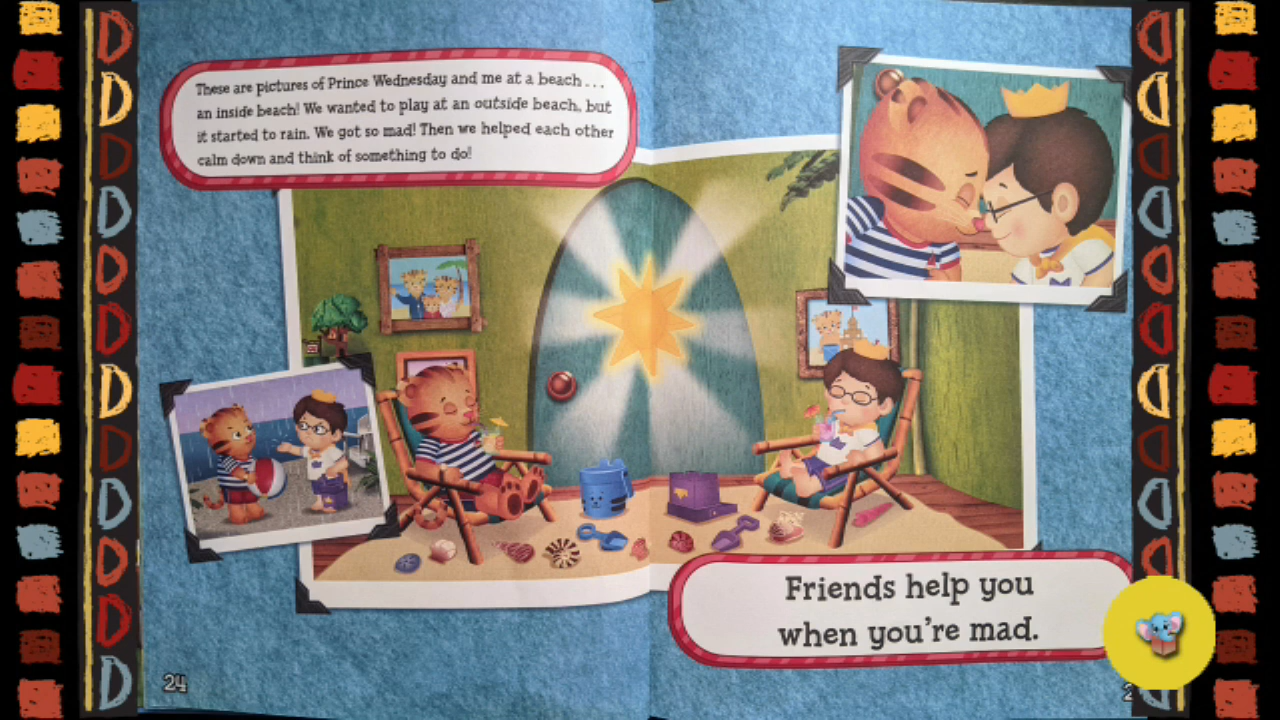 These are pictures of Prince Wednesday and me at a beach . . .
an inside beach! We wanted to play at an outside beach, but
it started to rain. We got so mad! Then we helped each other
calm down and think of something to do!
Friends help you
when you're mad.
24